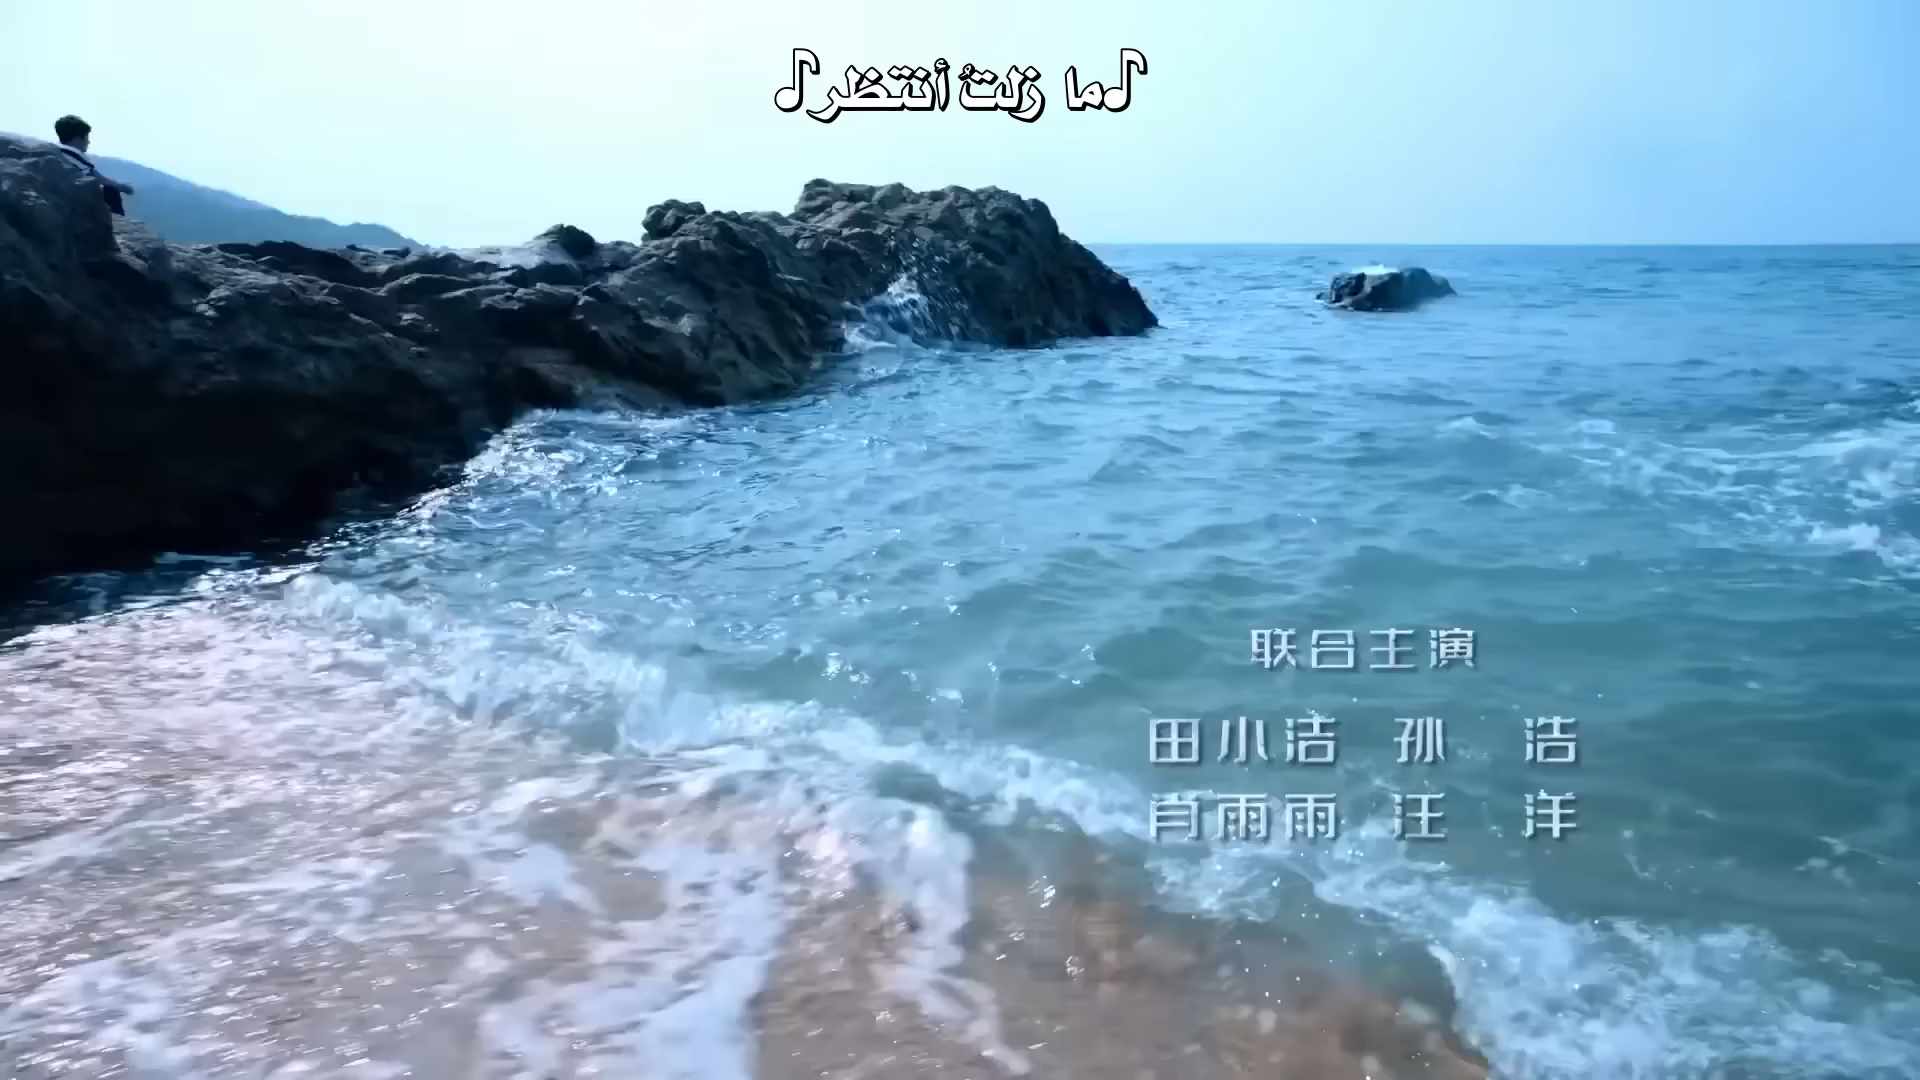 ♪ما زلتُ أنتظر♪
联合主演
田小洁 孙 浩
肖雨雨 汪 洋